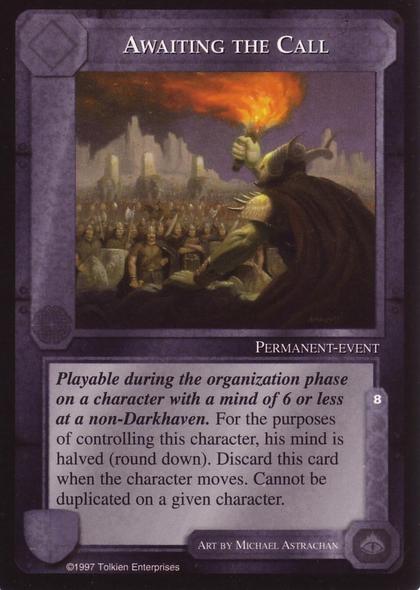 AWAITING THE CALL
PERMANENT-EVENT
Playable during the organization phase
on a character with a mind of 6 or less
at a non-Darkhaven. For the purposes
of controlling this character, his mind is
halved (round down). Discard this card
when the character moves. Cannot be
duplicated on a given character.
8
ART BY MICHAEL ASTRACHAN
©1997 Tolkien Enterprises